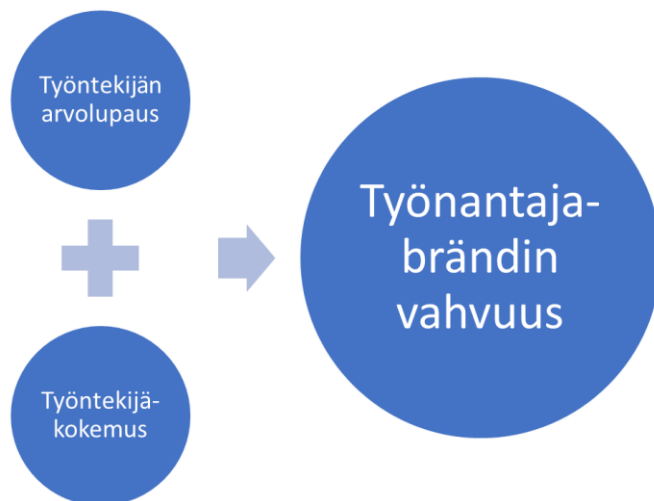 Työntekijän
arvolupaus
Työntekijä-
kokemus
Työnantaja-
brändin
vahvuus